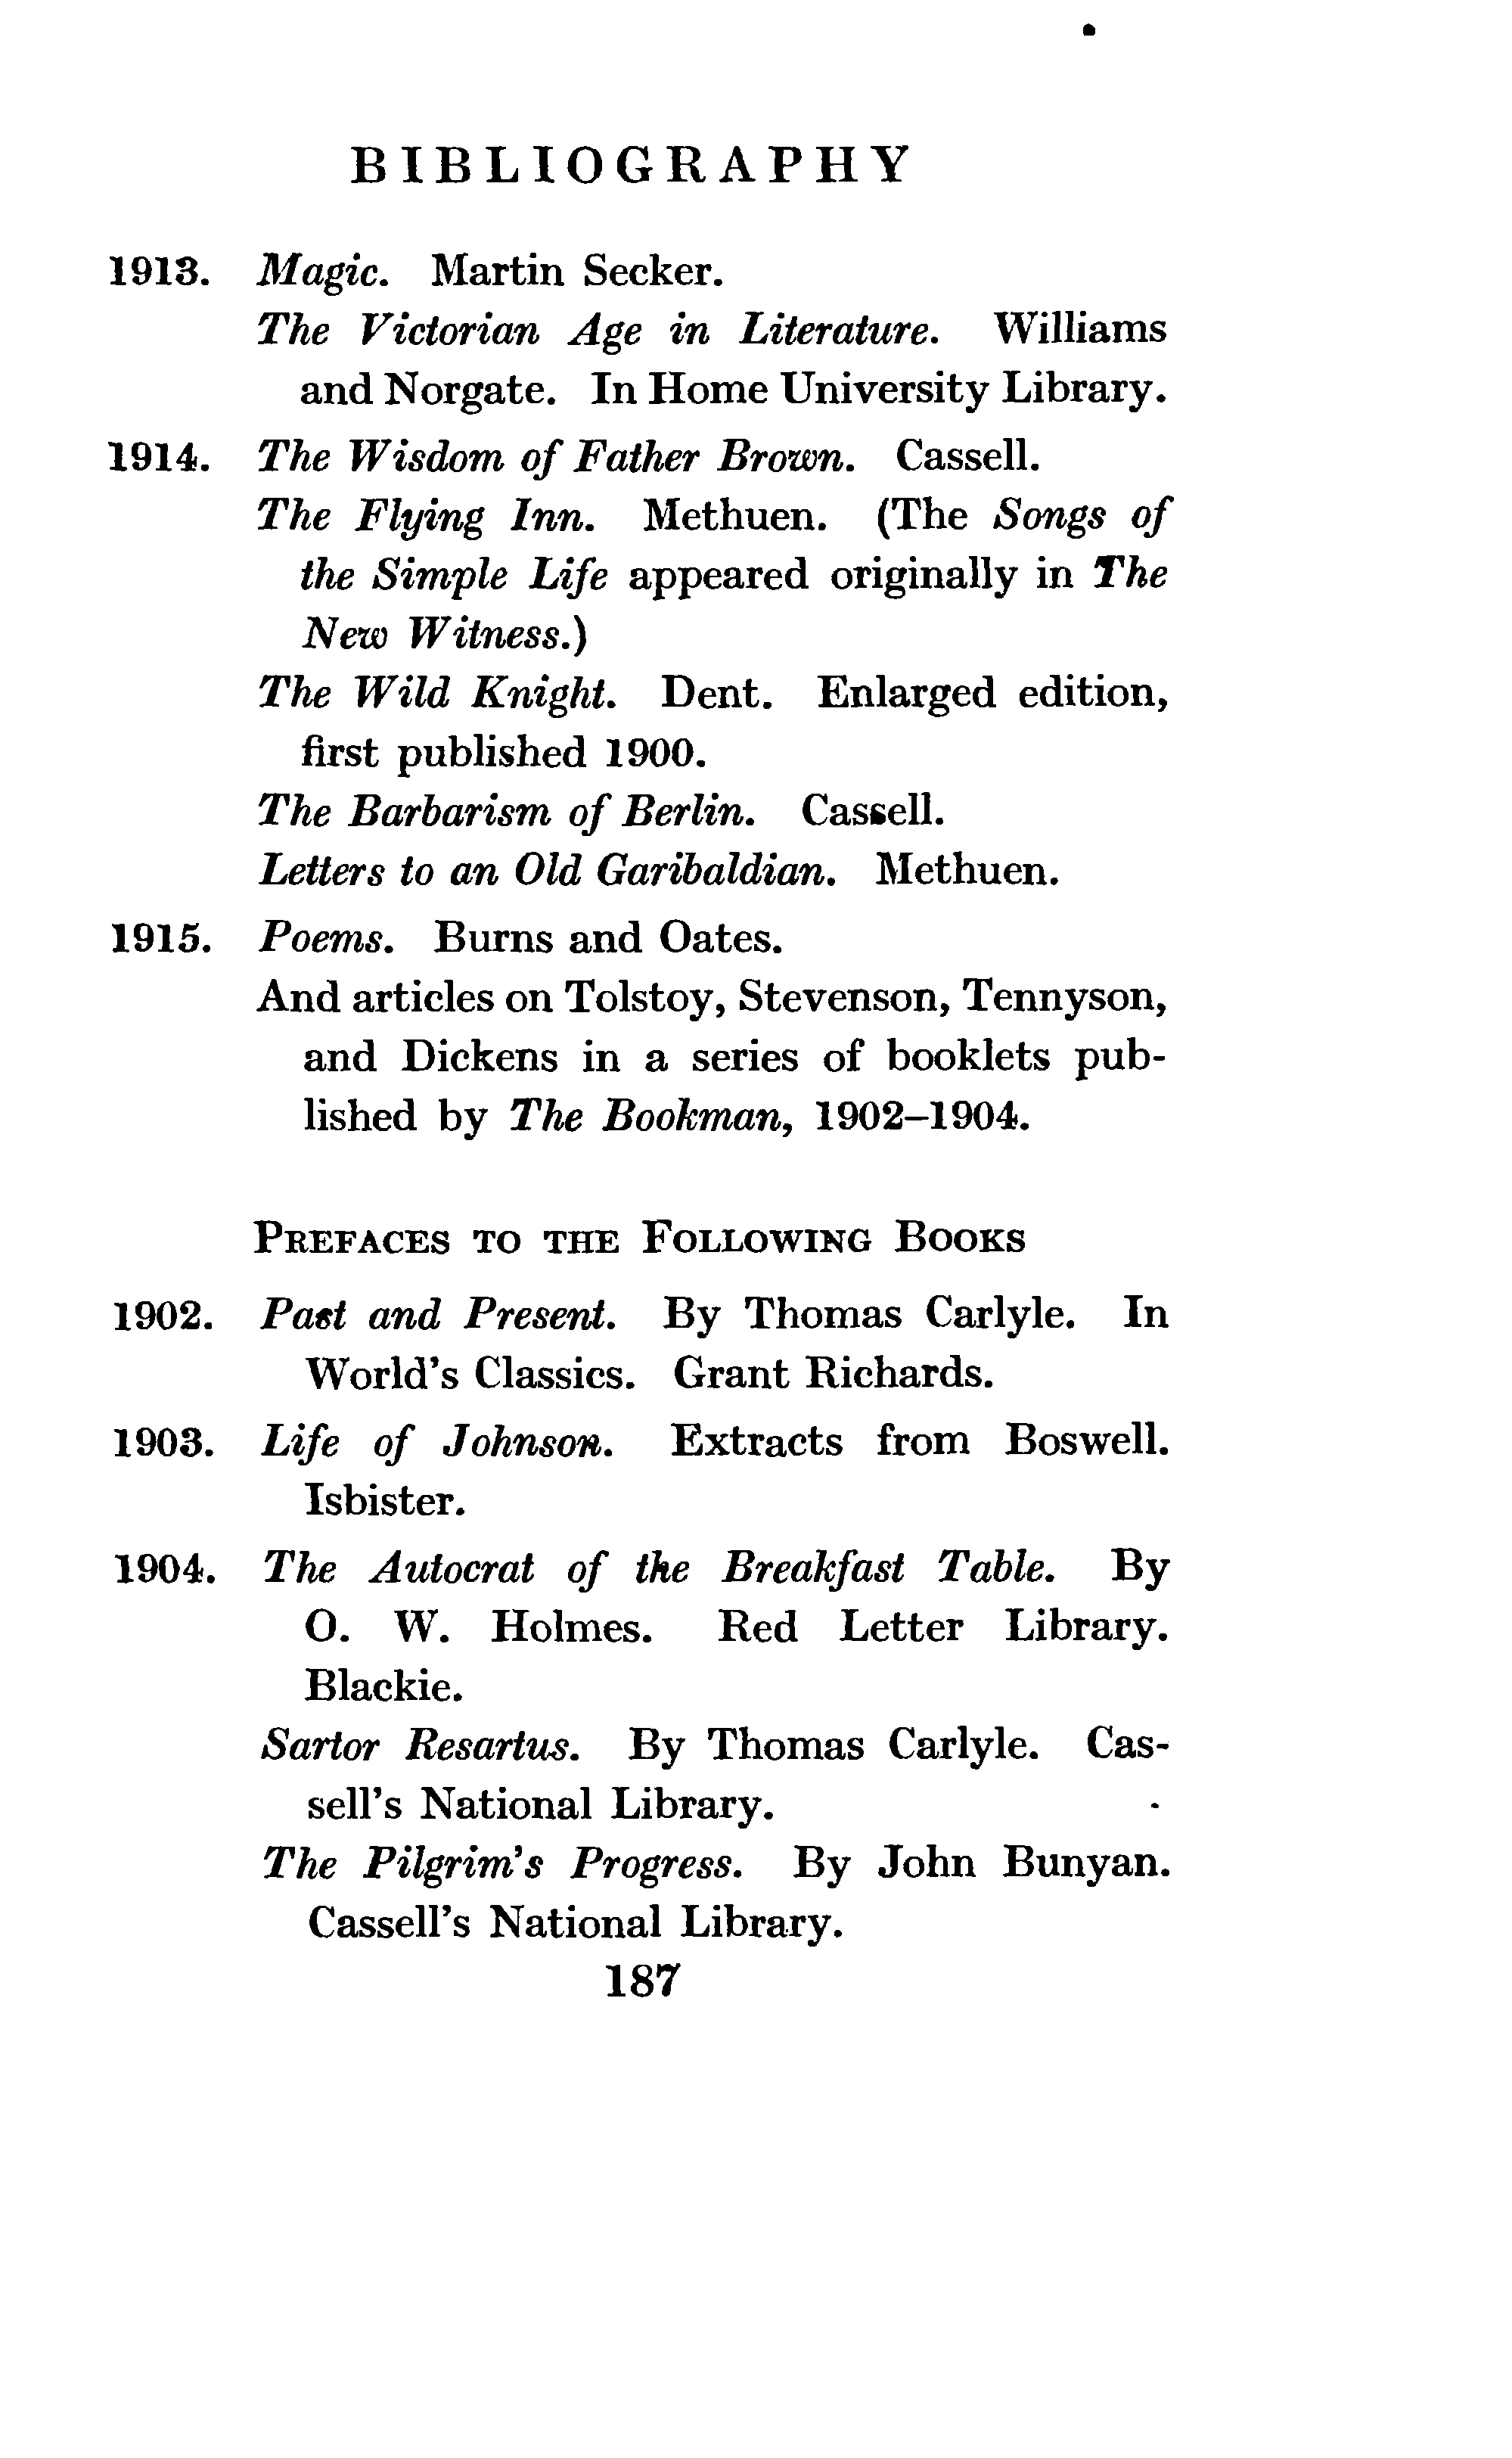 BIBLIOGRAPHY
1913. Magic. Martin Secker.
The Victorian Age in Literature. Williams
and Norgate. In Home University Library.
1914. The Wisdom of Father Brown. Cassell.
The Flying Inn. Methuen. (The Songs of
the Simple Life appeared originally in The
New Witness.)
The Wild Knight. Dent. Enlarged edition,
first published 1900.
The Barbarism of Berlin. Cassell.
Letters to an Old Garibaldian. Methuen.
1915. Poems. Burns and Oates.
And articles on Tolstoy, Stevenson, Tennyson,
and Dickens in a series of booklets pub-
lished by The Bookman, 1902–1904.
PREFACES TO THE FOLLOWING BOOKS
1902. Past and Present. By Thomas Carlyle. In
World's Classics. Grant Richards.
1903. Life of Johnson. Extracts from Boswell.
Isbister.
1904. The Autocrat of the Breakfast Table. By
O. W. Holmes. Red Letter Library.
Blackie.
Sartor Resartus. By Thomas Carlyle. Cas-
sell's National Library.
The Pilgrim's Progress. By John Bunyan.
Cassell's National Library.
187